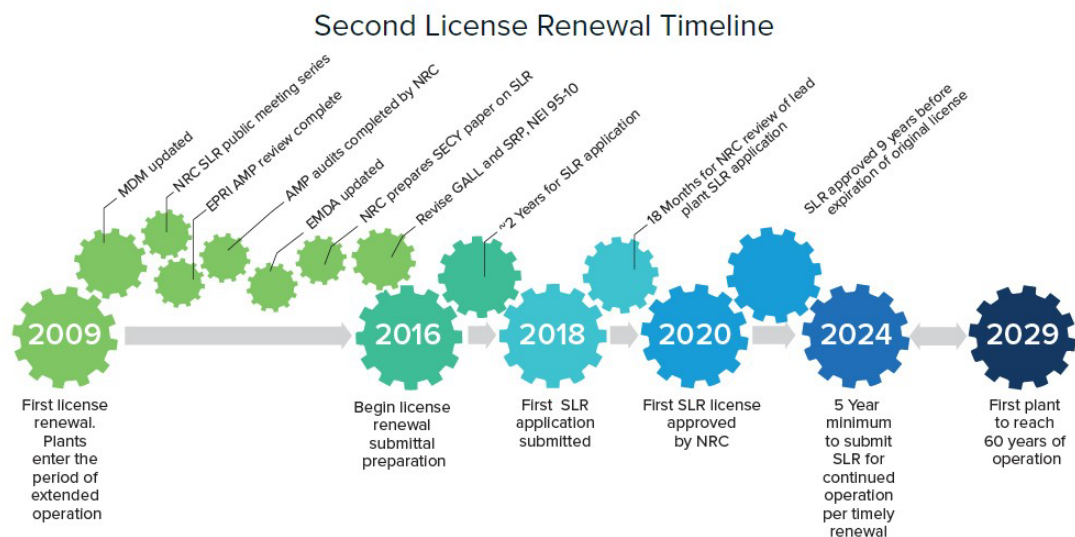 Second License Renewal Timeline
MDM updated
NRC SLR public meeting series
EPRI AMP review complete
AMP audits completed by NRC
EMDA updated
NRC prepares SECY paper on SLR
Revise GALL and SRP, NEI 95-10
~2 Years for SLR application
18 Months for NRC review of lead
plant SLR application
SLR approved 9 years before
expiration of original license
2009
2016
2018
2020
2024
2029
First license
renewal.
Plants
enter the
period of
extended
operation
Begin license
renewal
submittal
preparation
First SLR
application
submitted
First SLR license
approved
by NRC
5 Year
minimum
to submit
SLR for
continued
operation
per timely
renewal
First plant
to reach
60 years of
operation